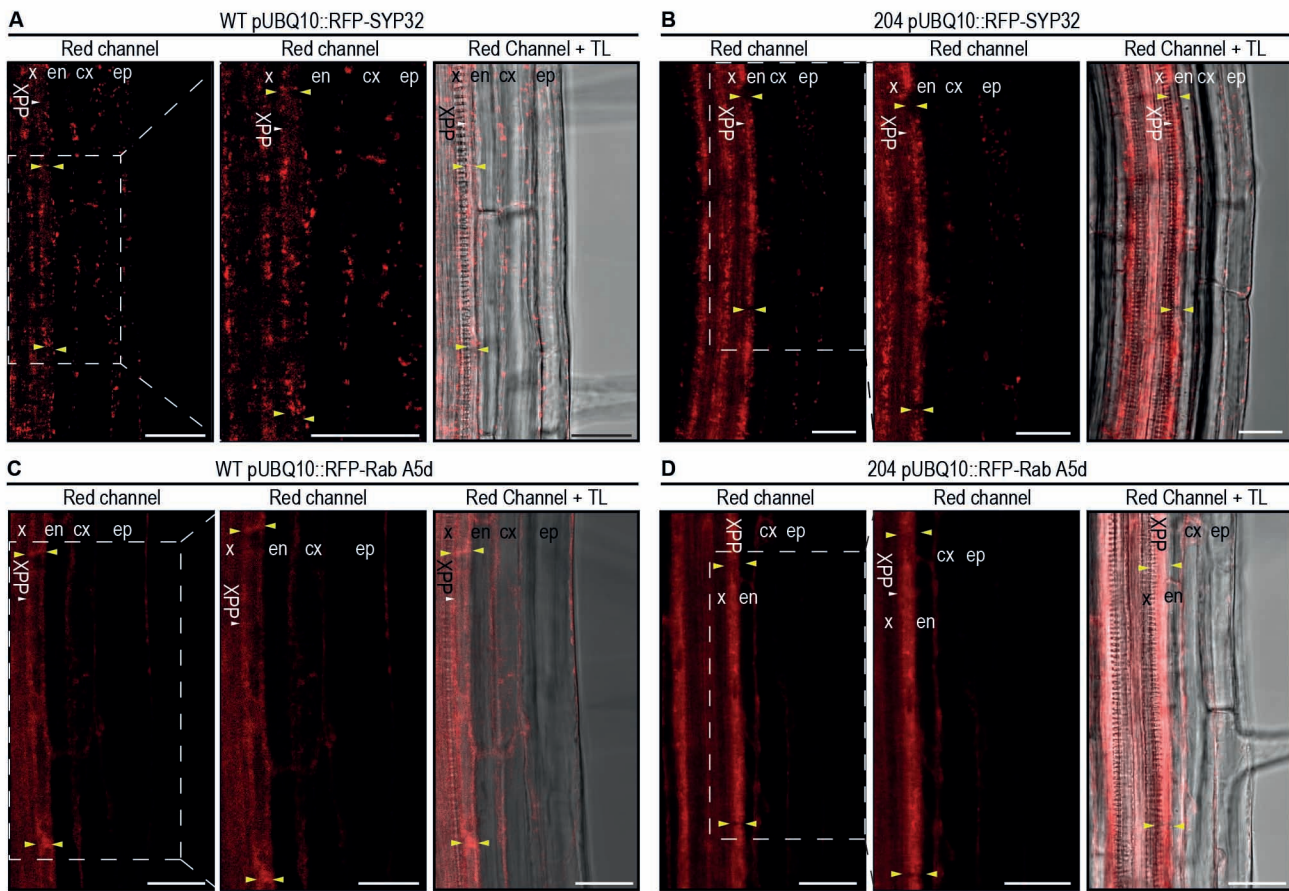 A WT pUBQ10::RFP-SYP32
Red channel Red channel Red Channel + TL
x en cx ep
XPP
x en cx ep
XPP
x en cx ep
XPP
B 204 pUBQ10::RFP-SYP32
Red channel Red channel Red Channel + TL
x en cx ep
XPP
x en cx ep
XPP
x en cx ep
XPP
C WT pUBQ10::RFP-Rab A5d
Red channel Red channel Red Channel + TL
x en cx ep
XPP
x en cx ep
XPP
x en cx ep
XPP
D 204 pUBQ10::RFP-Rab A5d
Red channel Red channel Red Channel + TL
XPP cx ep
x en
XPP cx ep
x en
XPP cx ep
x en